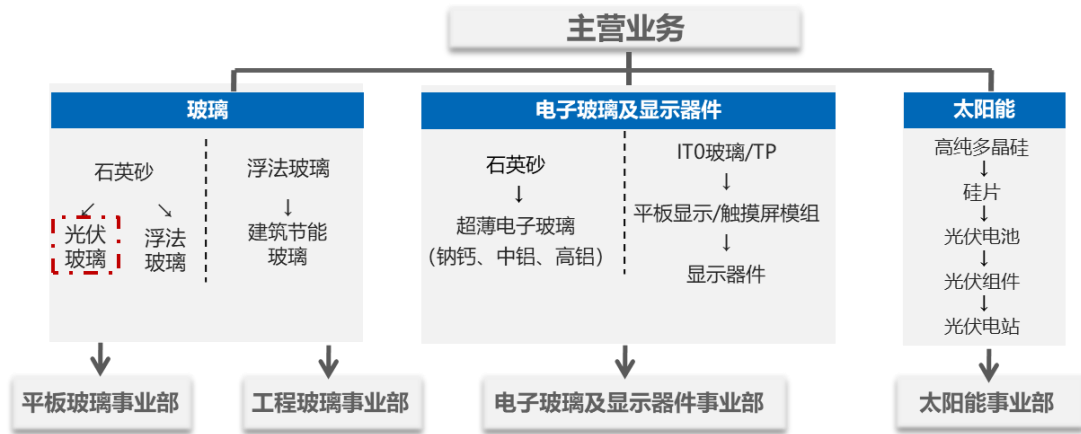 主营业务
玻璃
石英砂
↙ ↘
光伏
玻璃
浮法
玻璃
浮法玻璃
↓
建筑节能
玻璃
电子玻璃及显示器件
石英砂
↓
超薄电子玻璃
(钠钙、中铝、高铝)
ITO玻璃/TP
↓
平板显示/触摸屏模组
↓
显示器件
太阳能
高纯多晶硅
↓
硅片
↓
光伏电池
↓
光伏组件
↓
光伏电站
平板玻璃事业部
工程玻璃事业部
电子玻璃及显示器件事业部
太阳能事业部